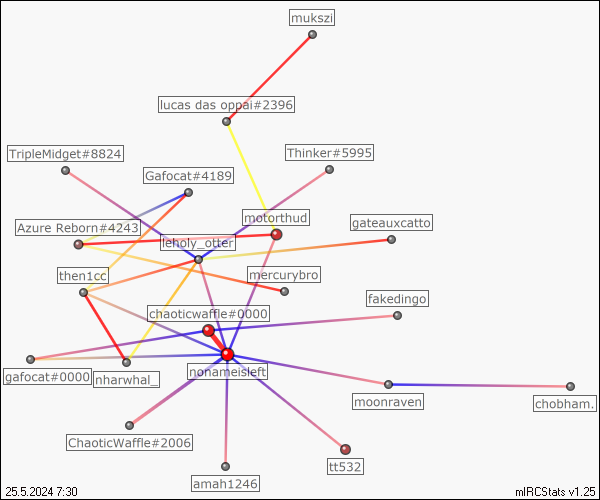 mukszi
lucas das oppai#2396
TripleMidget#8824
Thinker#5995
Gafocat#4189
motorthud
gateauxcatto
Azure Reborn#4243
leholy_otter
then1cc
mercurybro
fakedingo
chaoticwaffle#0000
gafocat#0000
nharwhal_
nonameisleft
moonraven
chobham.
ChaoticWaffle#2006
tt532
amah1246
25.5.2024 7:30
mIRCStats v1.25